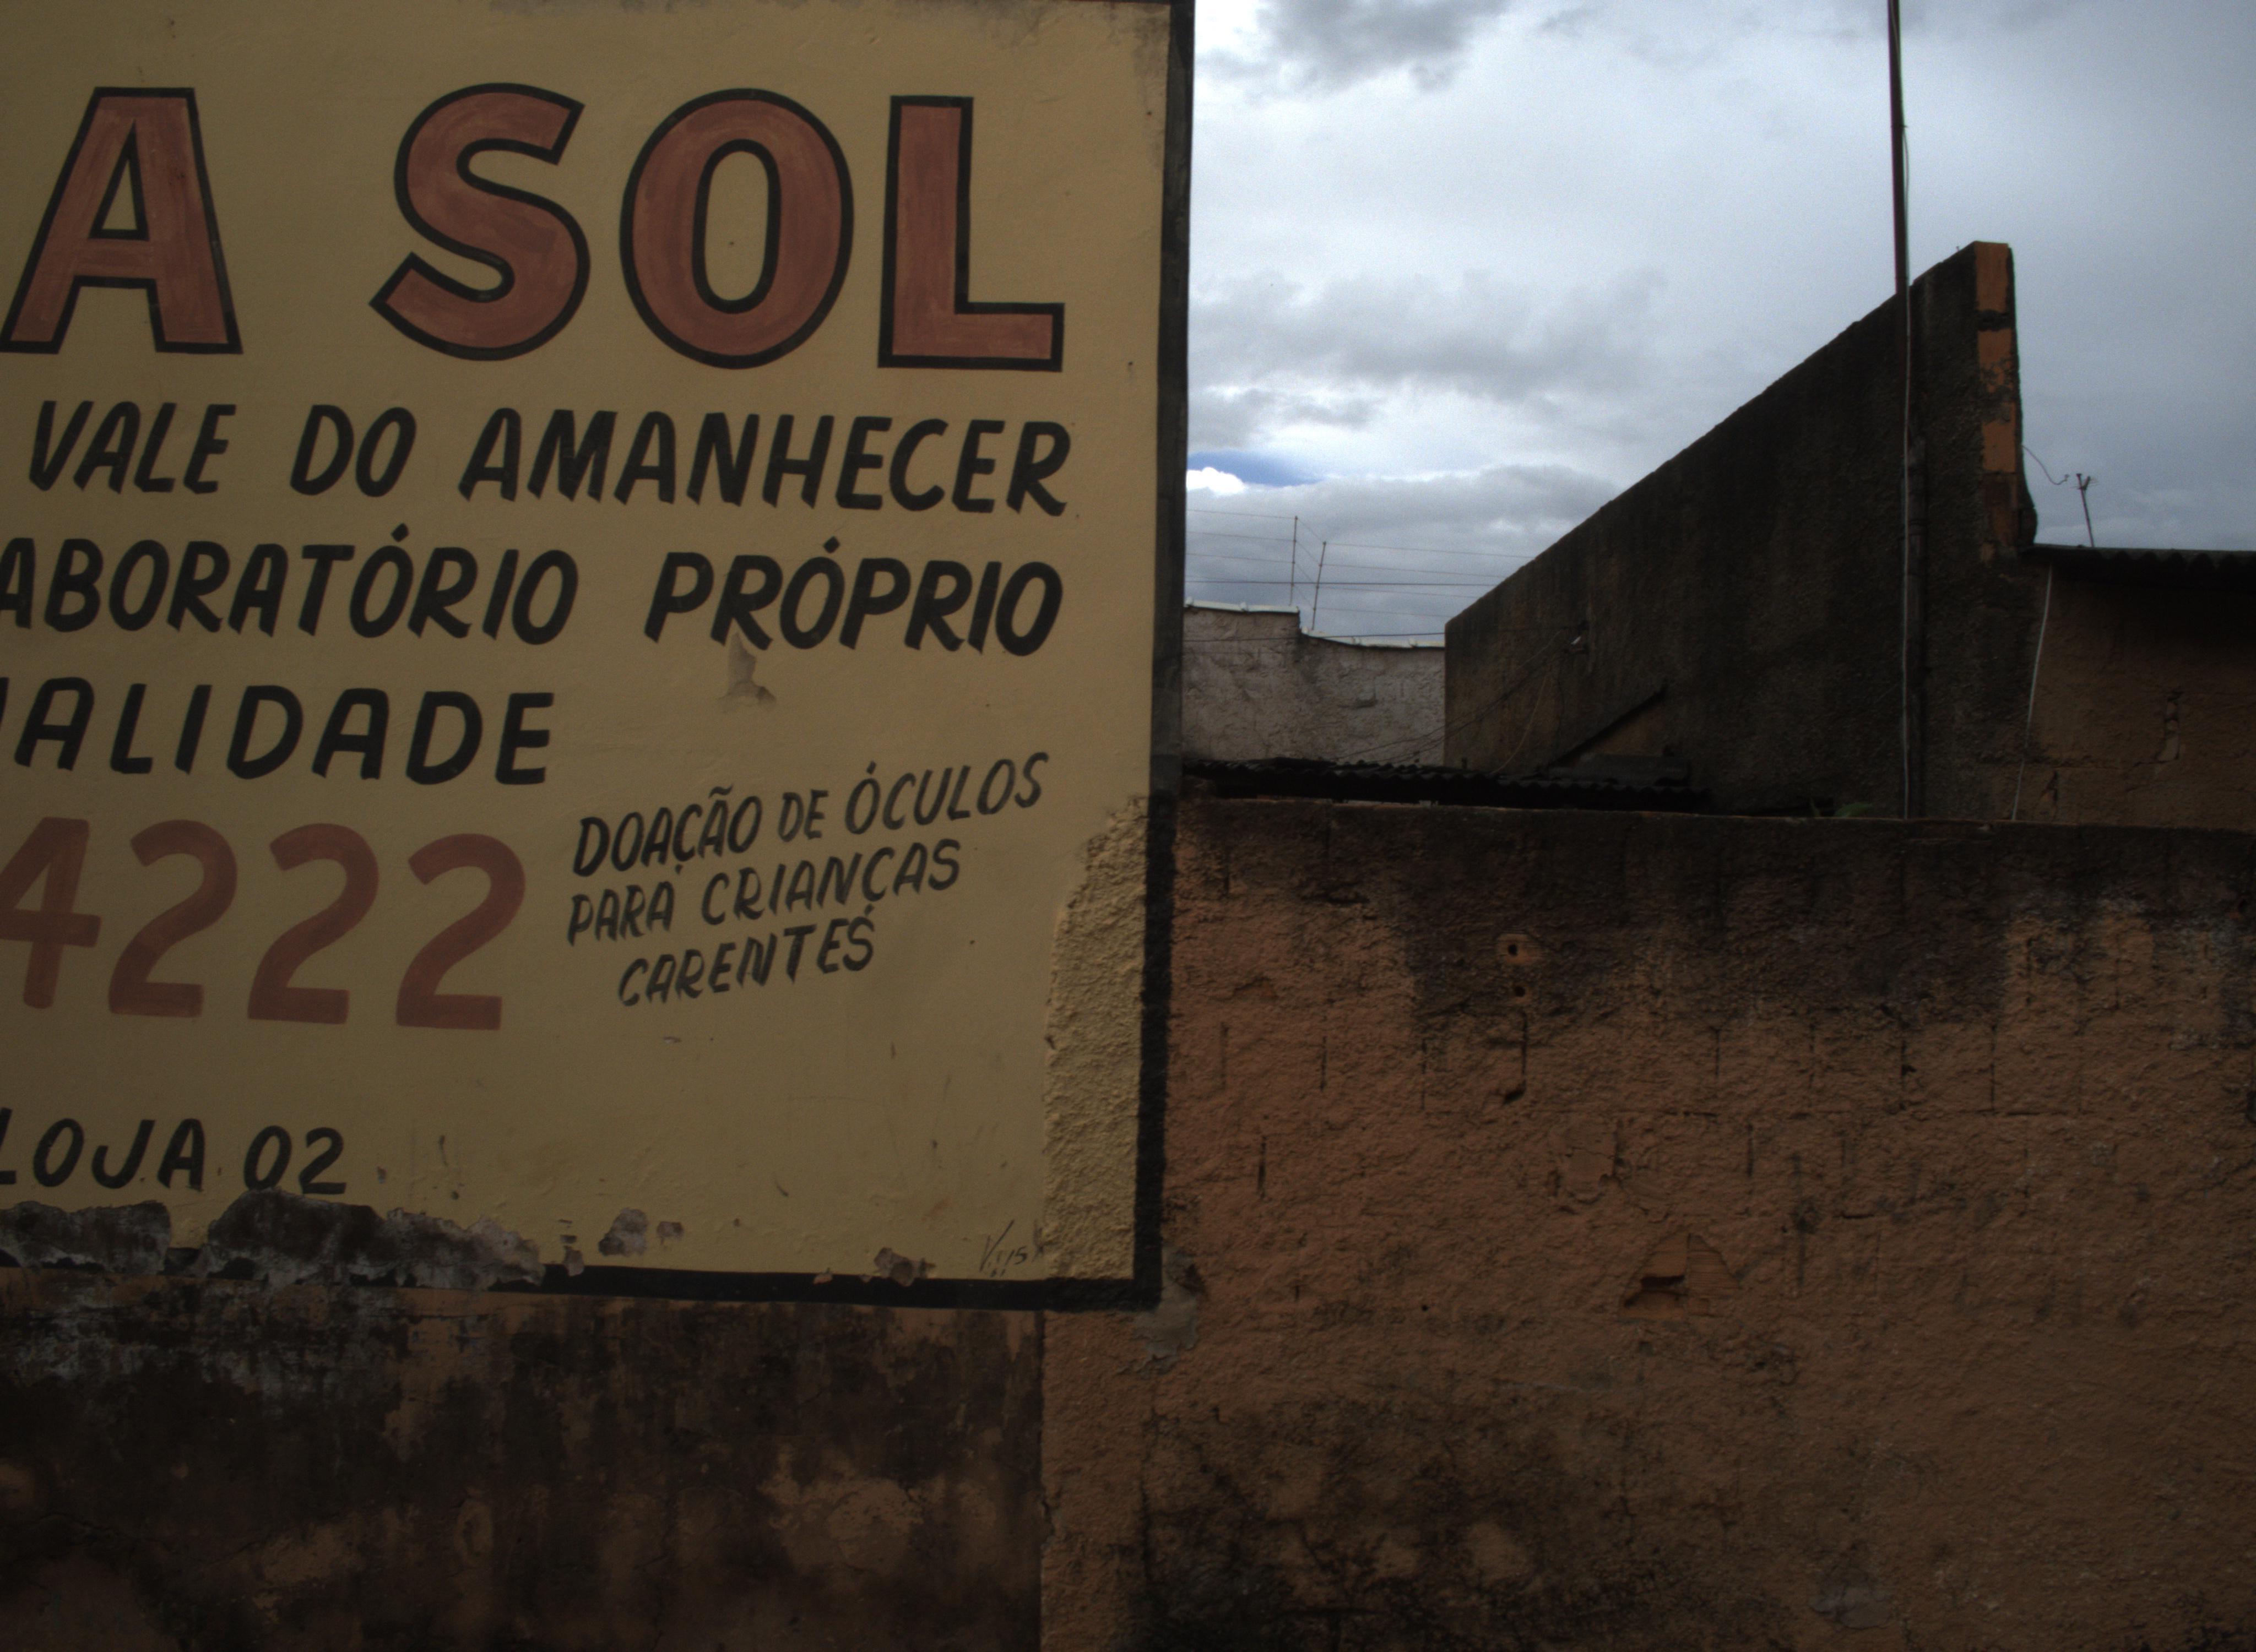 A SOL
VALE DO AMANHECER
ABORATÓRIO PRÓPRIO
ALIDADE
4222
DOAÇÃO DE ÓCULOS
PARA CRIANÇAS
CARENTES
LOJA 02